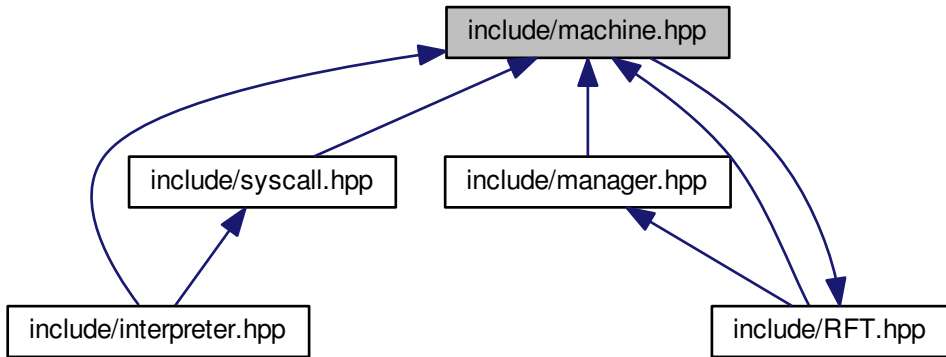 include/machine.hpp
include/syscall.hpp
include/manager.hpp
include/interpreter.hpp
include/RFT.hpp